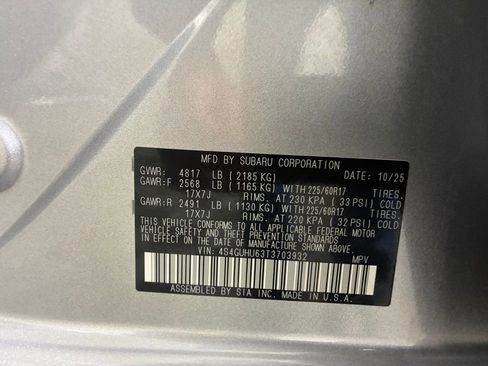 MFD BY SUBARU CORPORATION DATE: 10/25
GVWR: 4817 LB ( 2185 KG)
GAWR:F 2568 LB ( 1165 KG) WITH 225/60R17 TIRES.
17X7J RIMS. AT 230 KPA ( 33 PSI) COLD
GAWR:R 2491 LB ( 1130 KG) WITH 225/60R17 TIRES.
17X7J RIMS. AT 220 KPA ( 32 PSI) COLD
THIS VEHICLE CONFORMS TO ALL APPLICABLE FEDERAL MOTOR
VEHICLE SAFETY AND THEFT PREVENTION STANDARDS
IN EFFECT ON THE DATE OF MANUFACTURE SHOWN ABOVE.
VIN: 4S4GUHU63T3703932 MPV
ASSEMBLED BY SIA INC. MADE IN U.S.A.